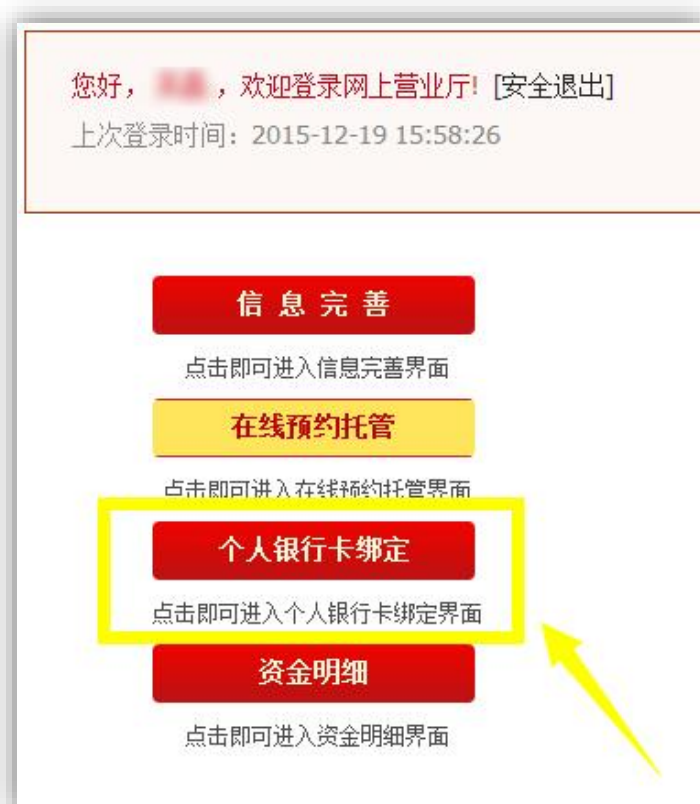 您好， ，欢迎登录网上营业厅! [安全退出]
上次登录时间：2015-12-19 15:58:26
信息完善
点击即可进入信息完善界面
在线预约托管
点击即可进入在线预约托管界面
个人银行卡绑定
点击即可进入个人银行卡绑定界面
资金明细
点击即可进入资金明细界面